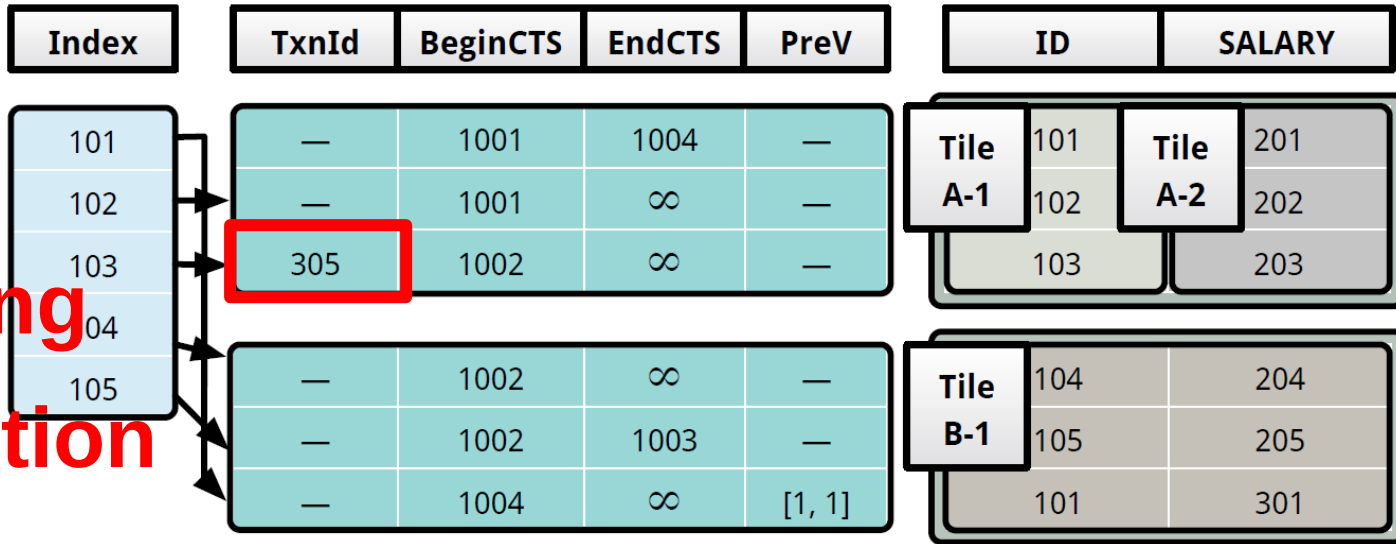 Index TxnId BeginCTS EndCTS PreV ID SALARY
101 — 1001 1004 — Tile A-1 101 Tile A-2 201
102 — 1001 ∞ — 102 202
103 305 1002 ∞ — 103 203
ng
04 — 1002 ∞ — Tile B-1 104 204
105 — 1002 1003 — 105 205
tion
— 1004 ∞ [1, 1] 101 301